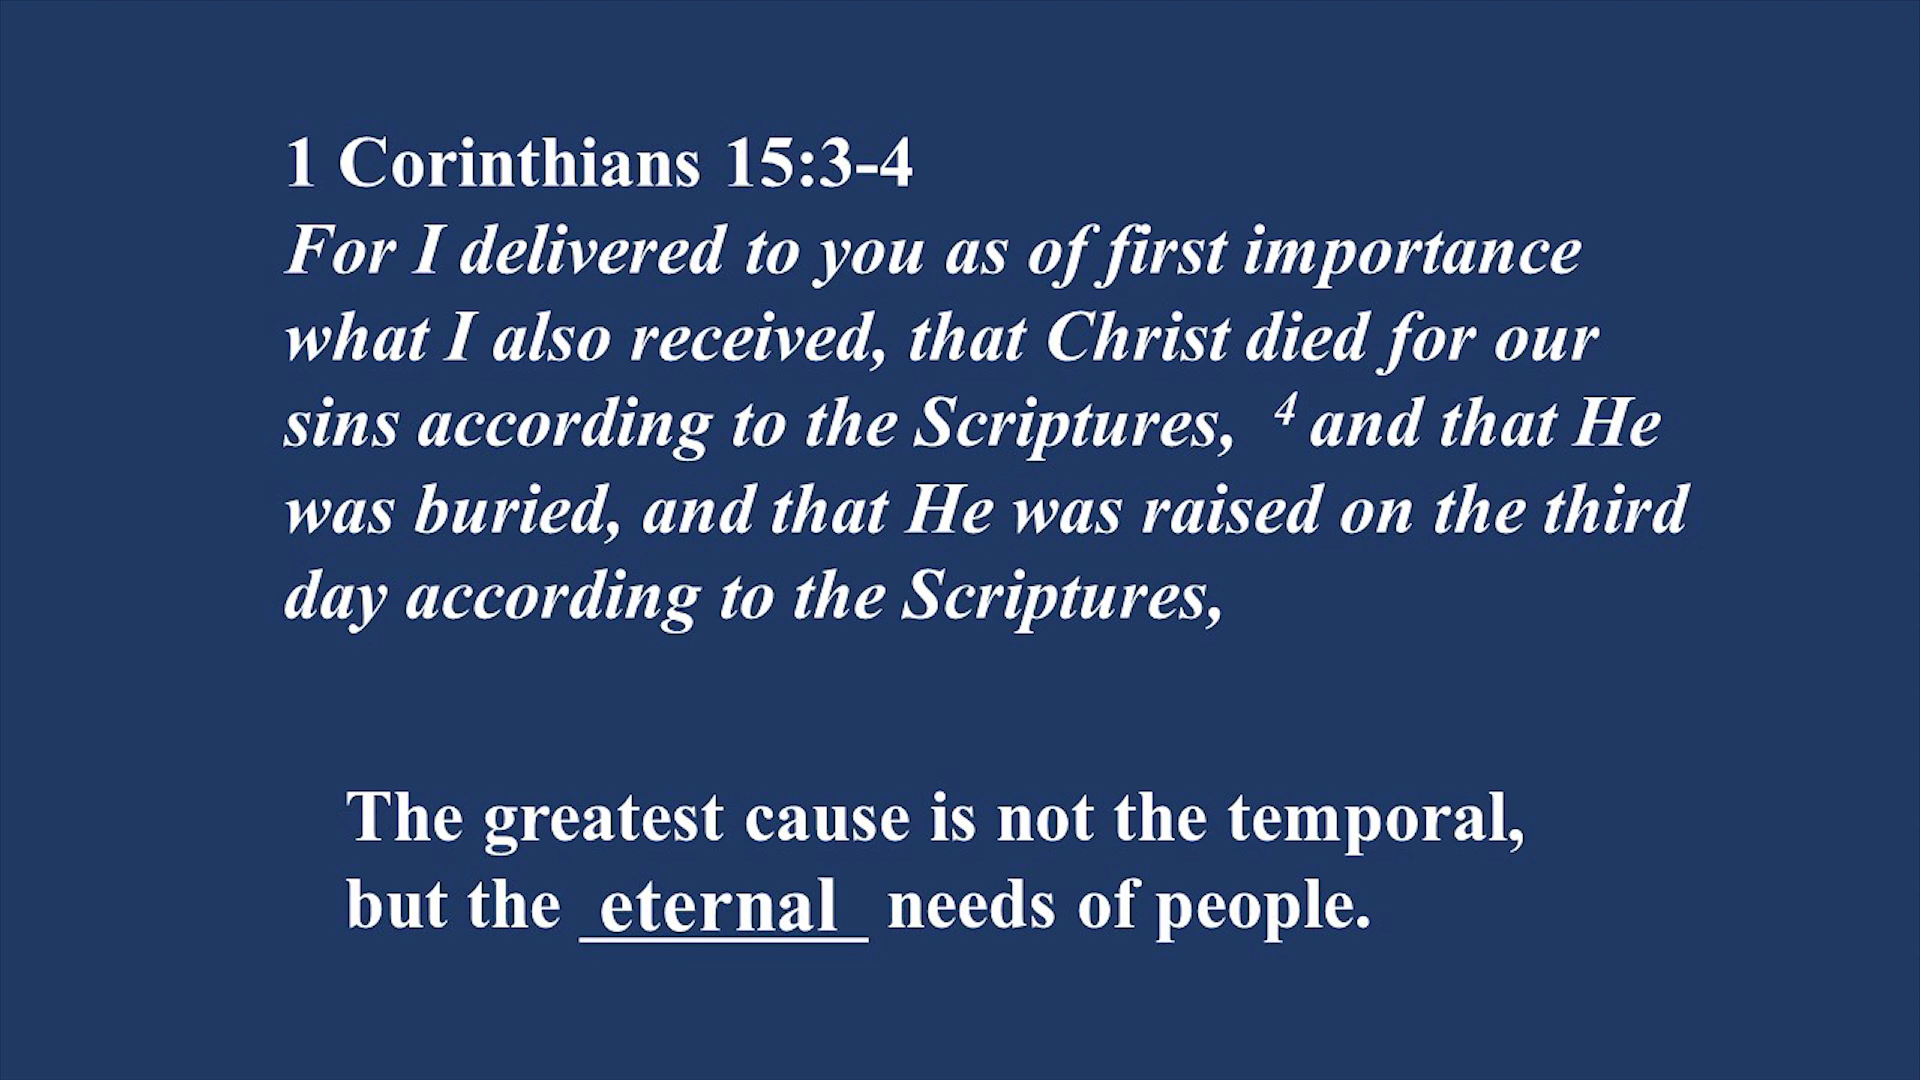 1 Corinthians 15:3-4
For I delivered to you as of first importance
what I also received, that Christ died for our
sins according to the Scriptures, 4 and that He
was buried, and that He was raised on the third
day according to the Scriptures,
The greatest cause is not the temporal,
but the eternal needs of people.